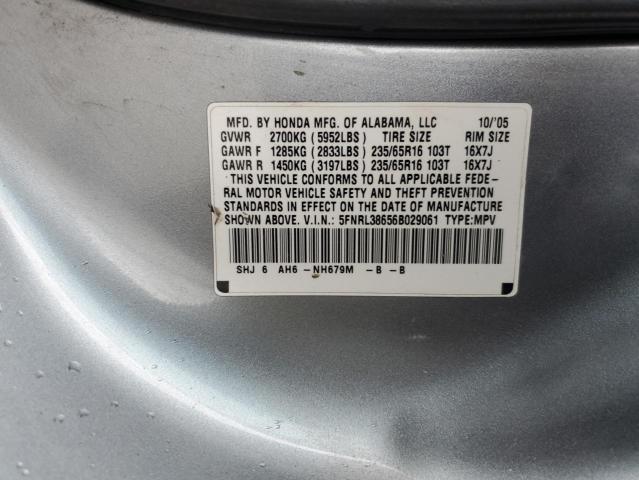 MFD. BY HONDA MFG. OF ALABAMA, LLC 10/'05
GVWR 2700KG (5952LBS) TIRE SIZE RIM SIZE
GAWR F 1285KG (2833LBS) 235/65R16 103T 16X7J
GAWR R 1450KG (3197LBS) 235/65R16 103T 16X7J
THIS VEHICLE CONFORMS TO ALL APPLICABLE FEDE-
RAL MOTOR VEHICLE SAFETY AND THEFT PREVENTION
STANDARDS IN EFFECT ON THE DATE OF MANUFACTURE
SHOWN ABOVE. V.I.N.: 5FNRL38656B029061 TYPE:MPV
SHJ 6 AH6 -NH679M -B -B